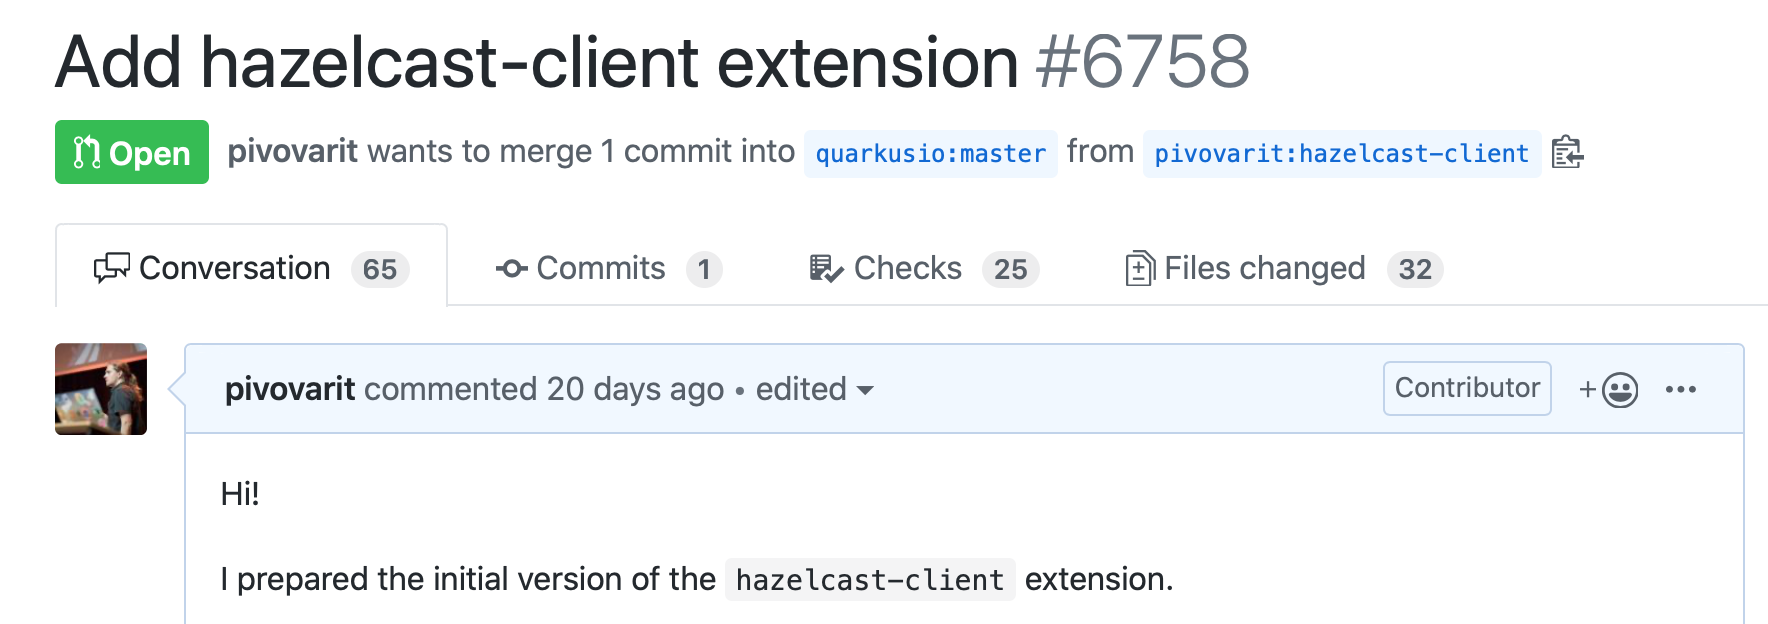 Add hazelcast-client extension #6758
Open pivovarit wants to merge 1 commit into quarkusio:master from pivovarit:hazelcast-client
Conversation 65 Commits 1 Checks 25 Files changed 32
pivovarit commented 20 days ago • edited Contributor +
Hi!
I prepared the initial version of the hazelcast-client extension.